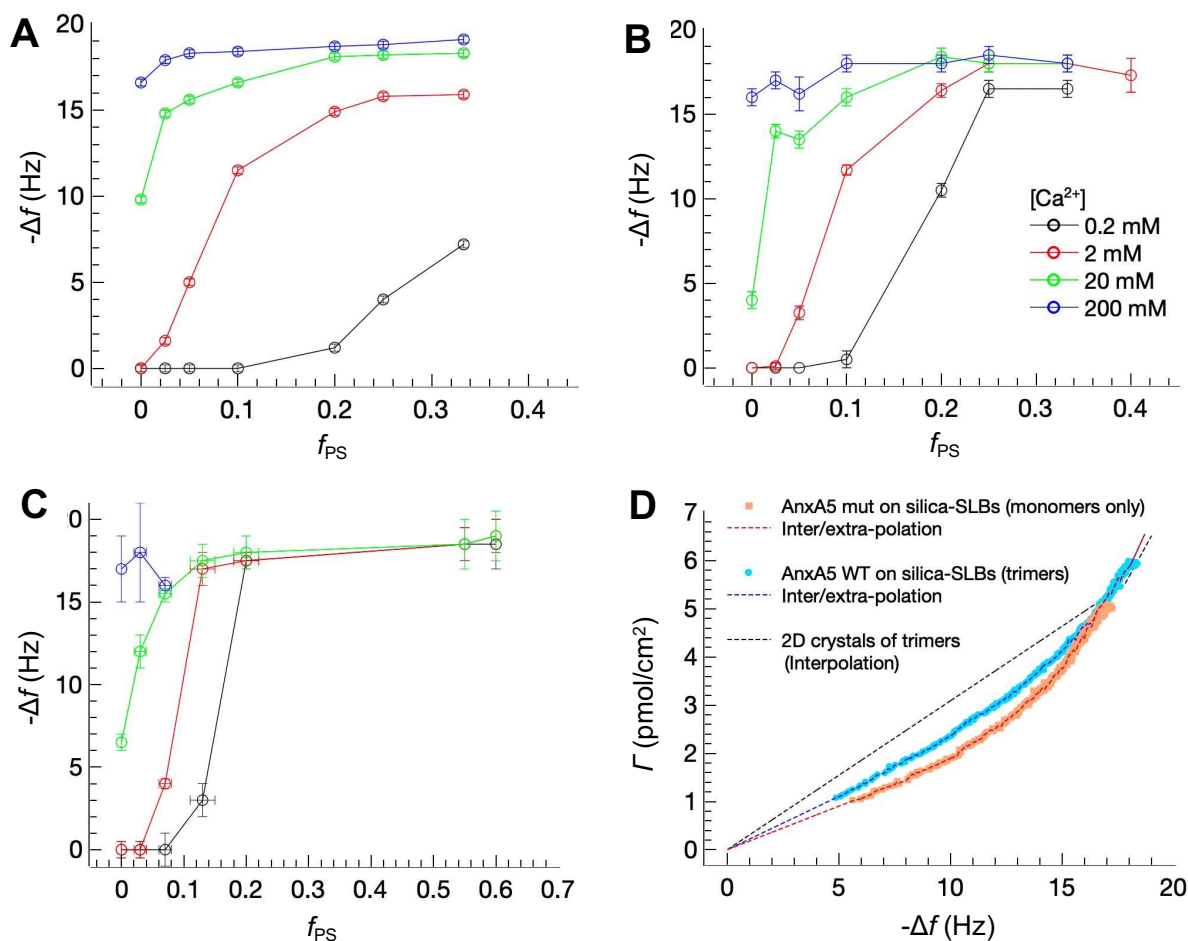 A
20
15
10
5
0
-Δf (Hz)
0 0.1 0.2 0.3 0.4
fPS
B
20
15
10
5
0
-Δf (Hz)
0 0.1 0.2 0.3 0.4
fPS
[Ca2+]
0.2 mM
2 mM
20 mM
200 mM
C
0
15
10
5
0
-Δf (Hz)
0 0.1 0.2 0.3 0.4 0.5 0.6 0.7
fPS
D
7
6
5
4
3
2
1
0
Γ (pmol/cm2)
AnxA5 mut on silica-SLBs (monomers only)
Inter/extra-polation
AnxA5 WT on silica-SLBs (trimers)
Inter/extra-polation
2D crystals of trimers
(Interpolation)
0 5 10 15 20
-Δf (Hz)